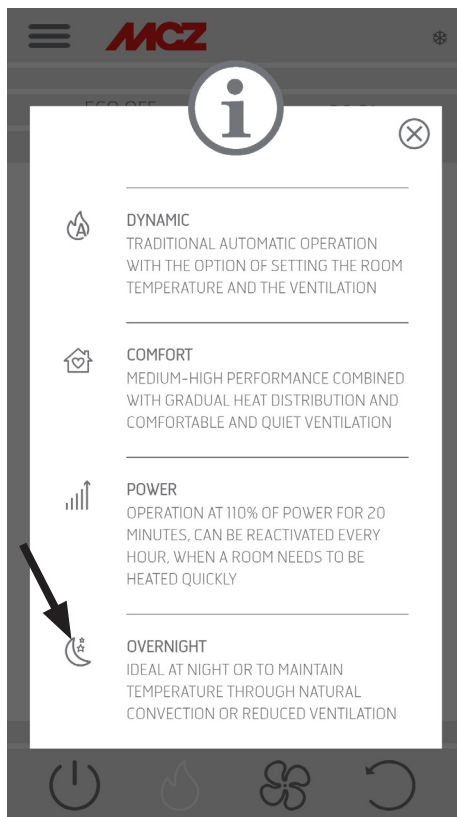 MCZ
i
DYNAMIC
TRADITIONAL AUTOMATIC OPERATION
WITH THE OPTION OF SETTING THE ROOM
TEMPERATURE AND THE VENTILATION
COMFORT
MEDIUM-HIGH PERFORMANCE COMBINED
WITH GRADUAL HEAT DISTRIBUTION AND
COMFORTABLE AND QUIET VENTILATION
POWER
OPERATION AT 110% OF POWER FOR 20
MINUTES, CAN BE REACTIVATED EVERY
HOUR, WHEN A ROOM NEEDS TO BE
HEATED QUICKLY
OVERNIGHT
IDEAL AT NIGHT OR TO MAINTAIN
TEMPERATURE THROUGH NATURAL
CONVECTION OR REDUCED VENTILATION